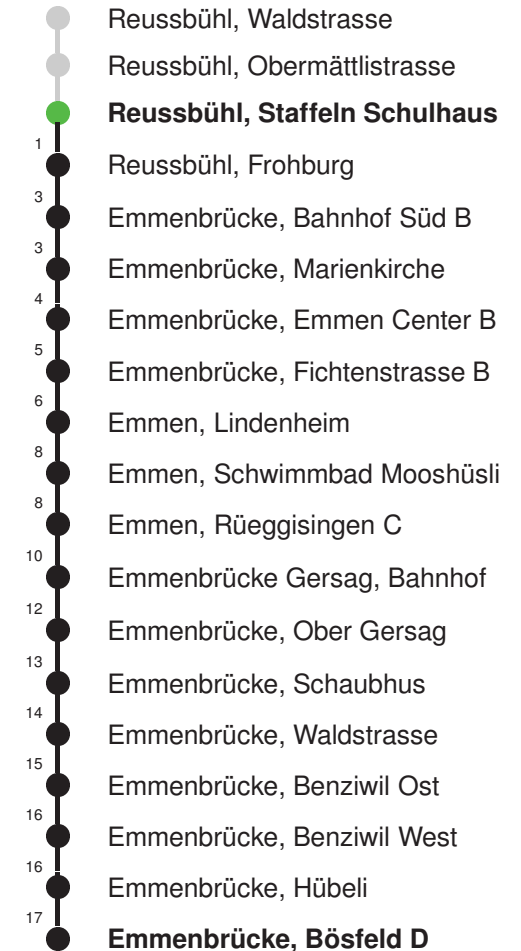 Reussbühl, Waldstrasse
Reussbühl, Obermättlistrasse
Reussbühl, Staffeln Schulhaus
1
Reussbühl, Frohburg
3
Emmenbrücke, Bahnhof Süd B
3
Emmenbrücke, Marienkirche
4
Emmenbrücke, Emmen Center B
5
Emmenbrücke, Fichtenstrasse B
6
Emmen, Lindenheim
8
Emmen, Schwimmbad Mooshüsli
8
Emmen, Rüeggisingen C
10
Emmenbrücke Gersag, Bahnhof
12
Emmenbrücke, Ober Gersag
13
Emmenbrücke, Schaubhus
14
Emmenbrücke, Waldstrasse
15
Emmenbrücke, Benziwil Ost
16
Emmenbrücke, Benziwil West
16
Emmenbrücke, Hübeli
17
Emmenbrücke, Bösfeld D